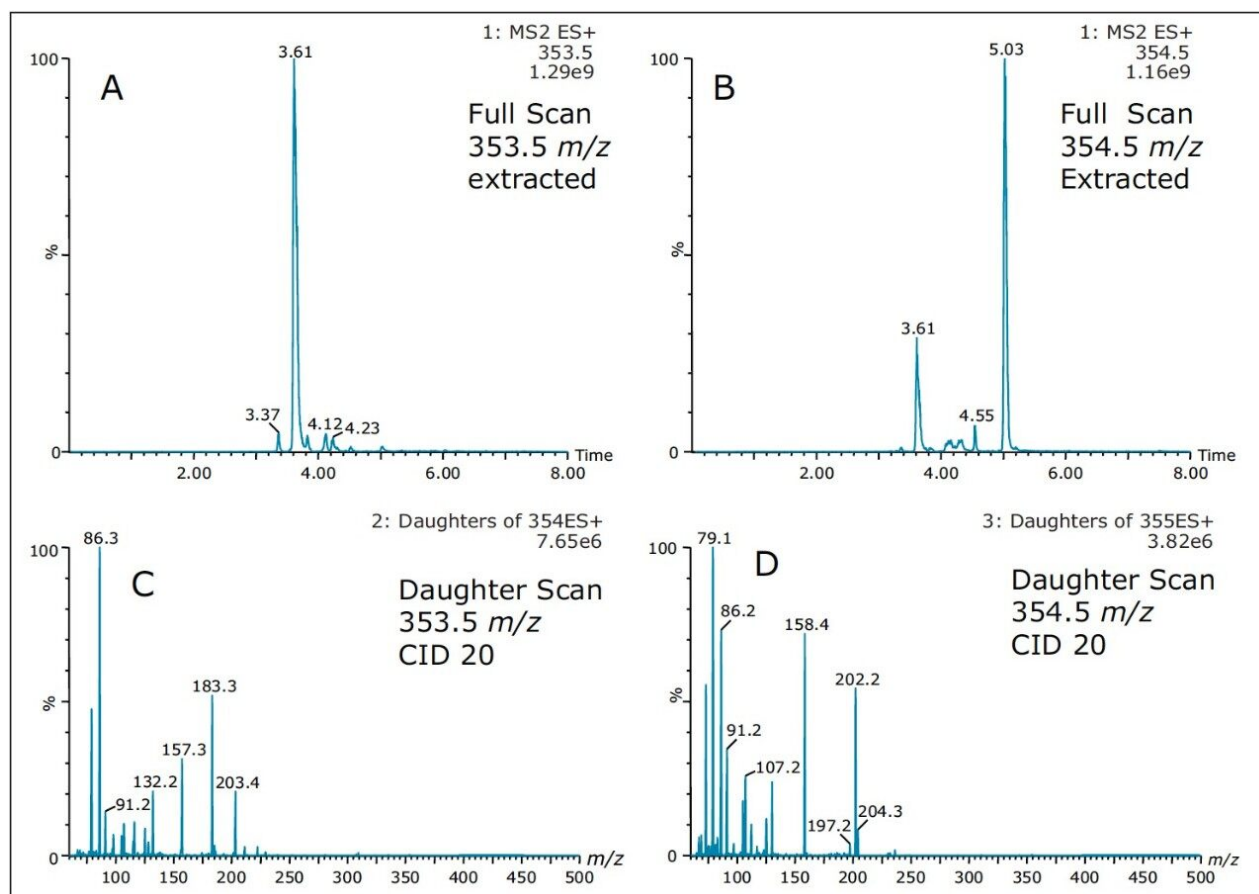 1: MS2 ES+
353.5
1.29e9
A
Full Scan
353.5 m/z
extracted
100
%
0
3.61
3.37
4.12
4.23
2.00
4.00
6.00
8.00
Time
1: MS2 ES+
354.5
1.16e9
B
Full Scan
354.5 m/z
Extracted
100
%
0
5.03
3.61
4.55
2.00
4.00
6.00
8.00
Time
2: Daughters of 354ES+
7.65e6
C
Daughter Scan
353.5 m/z
CID 20
100
%
0
86.3
183.3
157.3
132.2
203.4
91.2
100
150
200
250
300
350
400
450
500
m/z
3: Daughters of 355ES+
3.82e6
D
Daughter Scan
354.5 m/z
CID 20
100
%
0
79.1
86.2
158.4
202.2
91.2
107.2
197.2
204.3
100
150
200
250
300
350
400
450
500
m/z